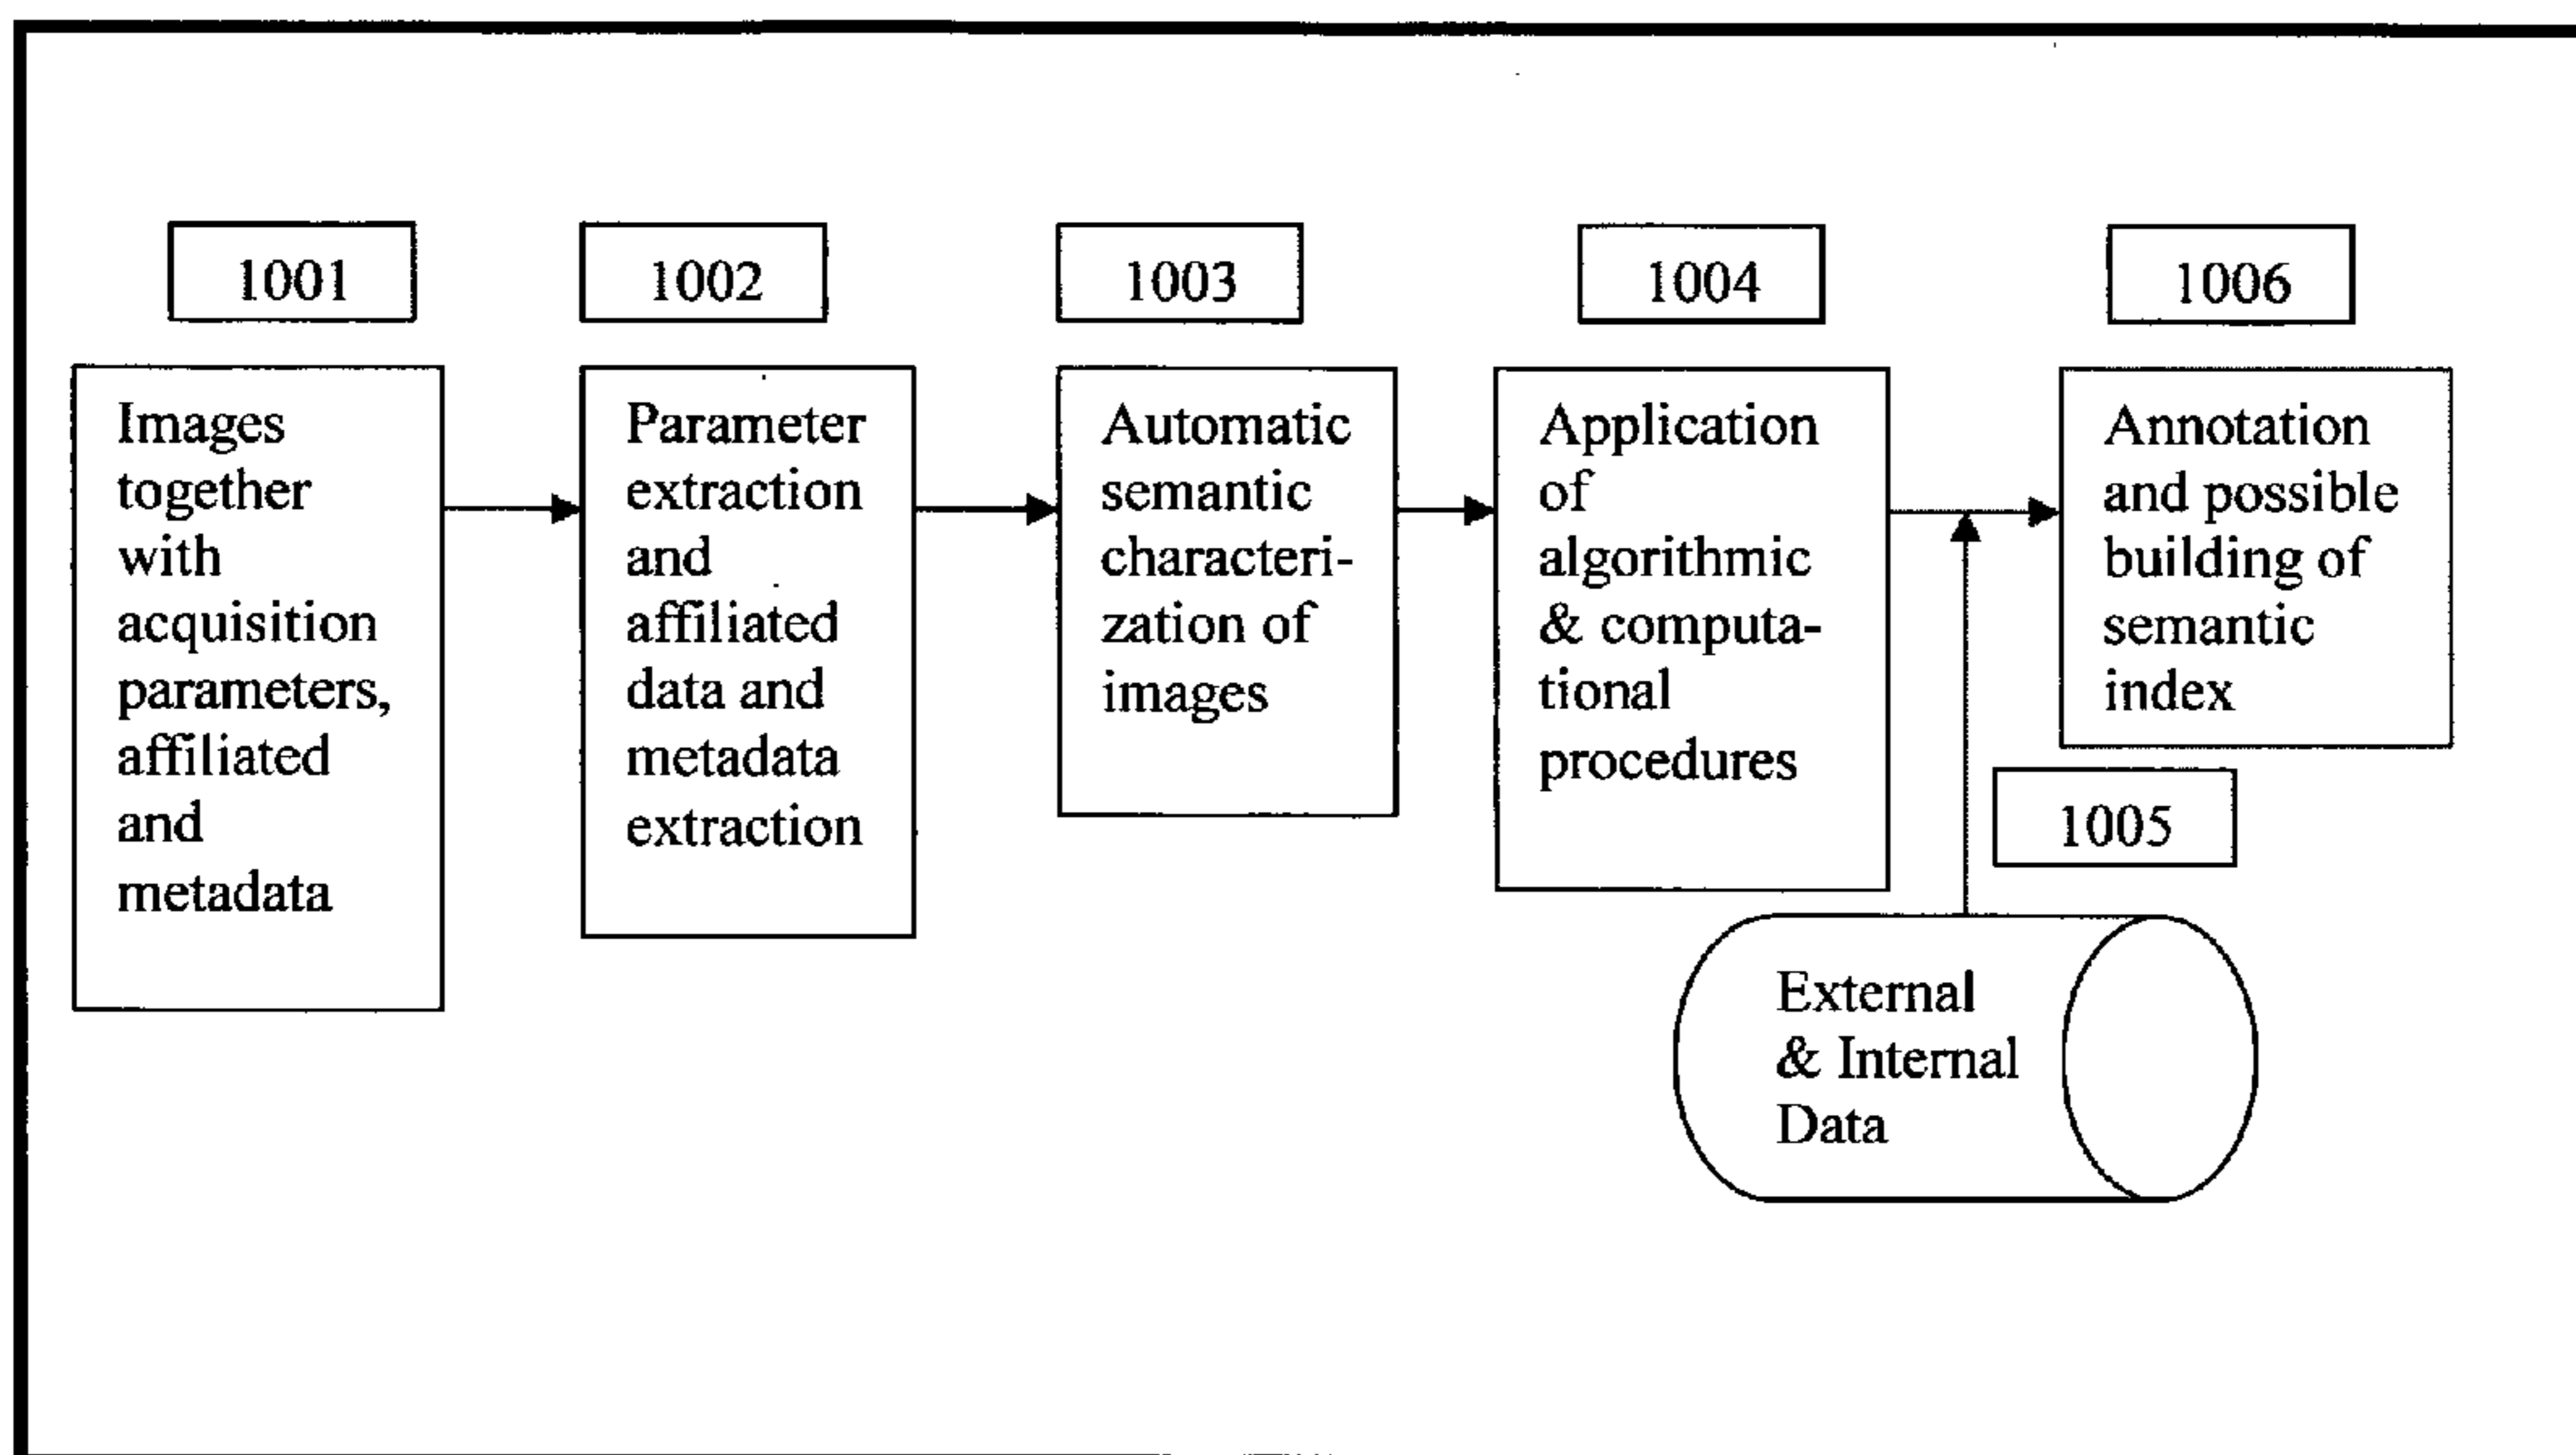 1001
Images
together
with
acquisition
parameters,
affiliated
and
metadata
1002
Parameter
extraction
and
affiliated
data and
metadata
extraction
1003
Automatic
semantic
characteri-
zation of
images
1004
Application
of
algorithmic
& computa-
tional
procedures
1006
Annotation
and possible
building of
semantic
index
1005
External
& Internal
Data